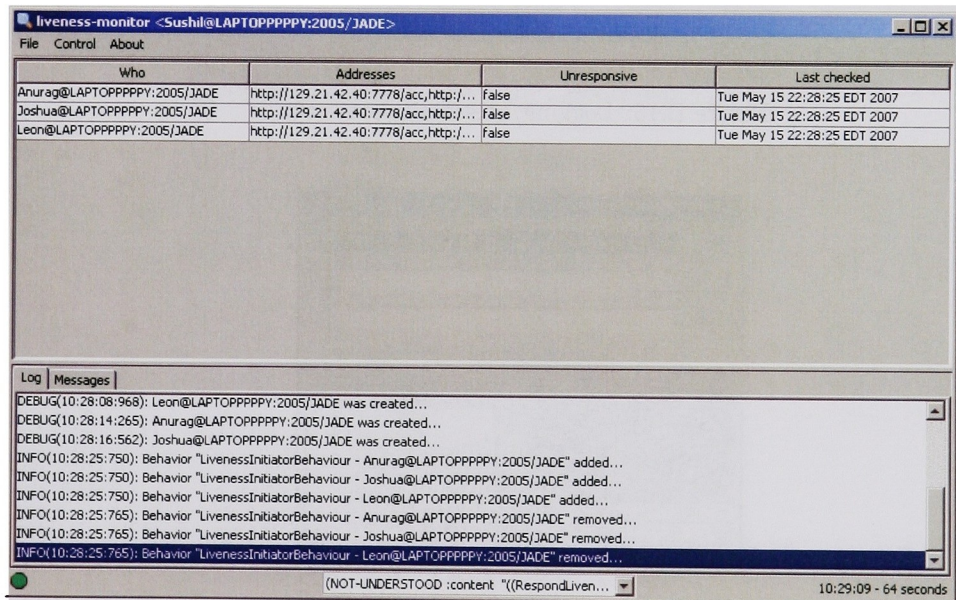 liveness-monitor <Sushil@LAPTOPPPPPY:2005/JADE>
File Control About
Who Addresses Unresponsive Last checked
Anurag@LAPTOPPPPPY:2005/JADE http://129.21.42.40:7778/acc,http:/... false Tue May 15 22:28:25 EDT 2007
Joshua@LAPTOPPPPPY:2005/JADE http://129.21.42.40:7778/acc,http:/... false Tue May 15 22:28:25 EDT 2007
Leon@LAPTOPPPPPY:2005/JADE http://129.21.42.40:7778/acc,http:/... false Tue May 15 22:28:25 EDT 2007
Log Messages
DEBUG(10:28:08:968): Leon@LAPTOPPPPPY:2005/JADE was created...
DEBUG(10:28:14:265): Anurag@LAPTOPPPPPY:2005/JADE was created...
DEBUG(10:28:16:562): Joshua@LAPTOPPPPPY:2005/JADE was created...
INFO(10:28:25:750): Behavior "LivenessInitiatorBehaviour - Anurag@LAPTOPPPPPY:2005/JADE" added...
INFO(10:28:25:750): Behavior "LivenessInitiatorBehaviour - Joshua@LAPTOPPPPPY:2005/JADE" added...
INFO(10:28:25:750): Behavior "LivenessInitiatorBehaviour - Leon@LAPTOPPPPPY:2005/JADE" added...
INFO(10:28:25:765): Behavior "LivenessInitiatorBehaviour - Anurag@LAPTOPPPPPY:2005/JADE" removed...
INFO(10:28:25:765): Behavior "LivenessInitiatorBehaviour - Joshua@LAPTOPPPPPY:2005/JADE" removed...
INFO(10:28:25:765): Behavior "LivenessInitiatorBehaviour - Leon@LAPTOPPPPPY:2005/JADE" removed...
(NOT-UNDERSTOOD :content "((RespondLiven... 10:29:09 - 64 seconds